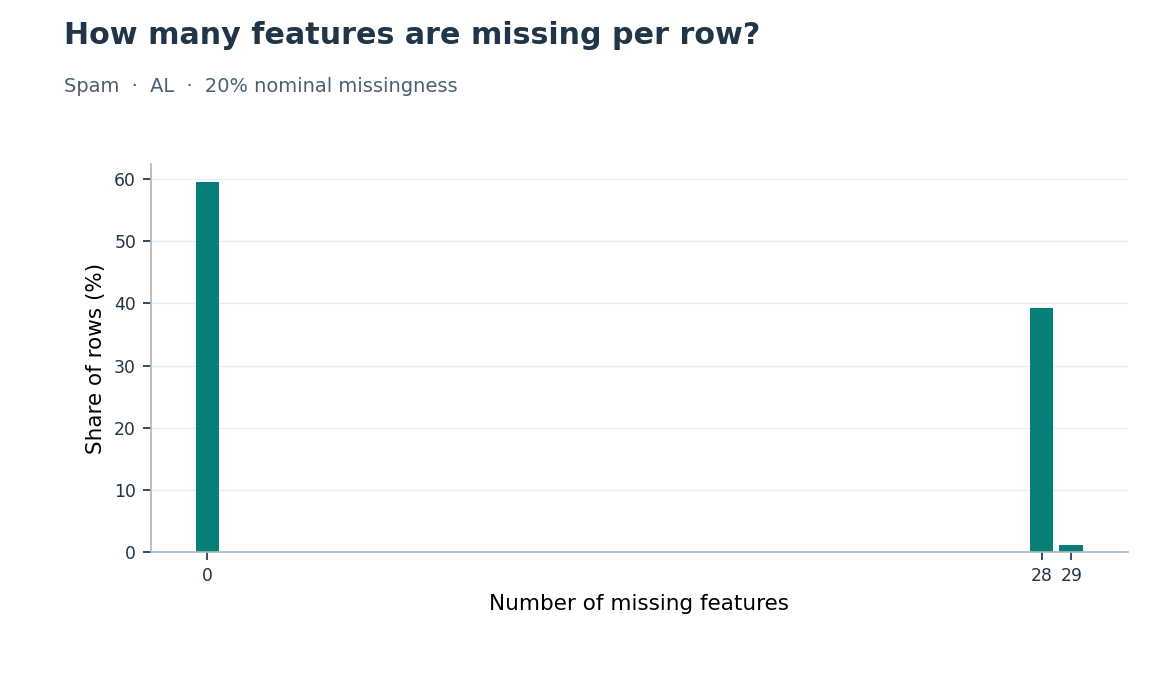 How many features are missing per row?
Spam · AL · 20% nominal missingness
Share of rows (%)
60
50
40
30
20
10
0
0 28 29
Number of missing features